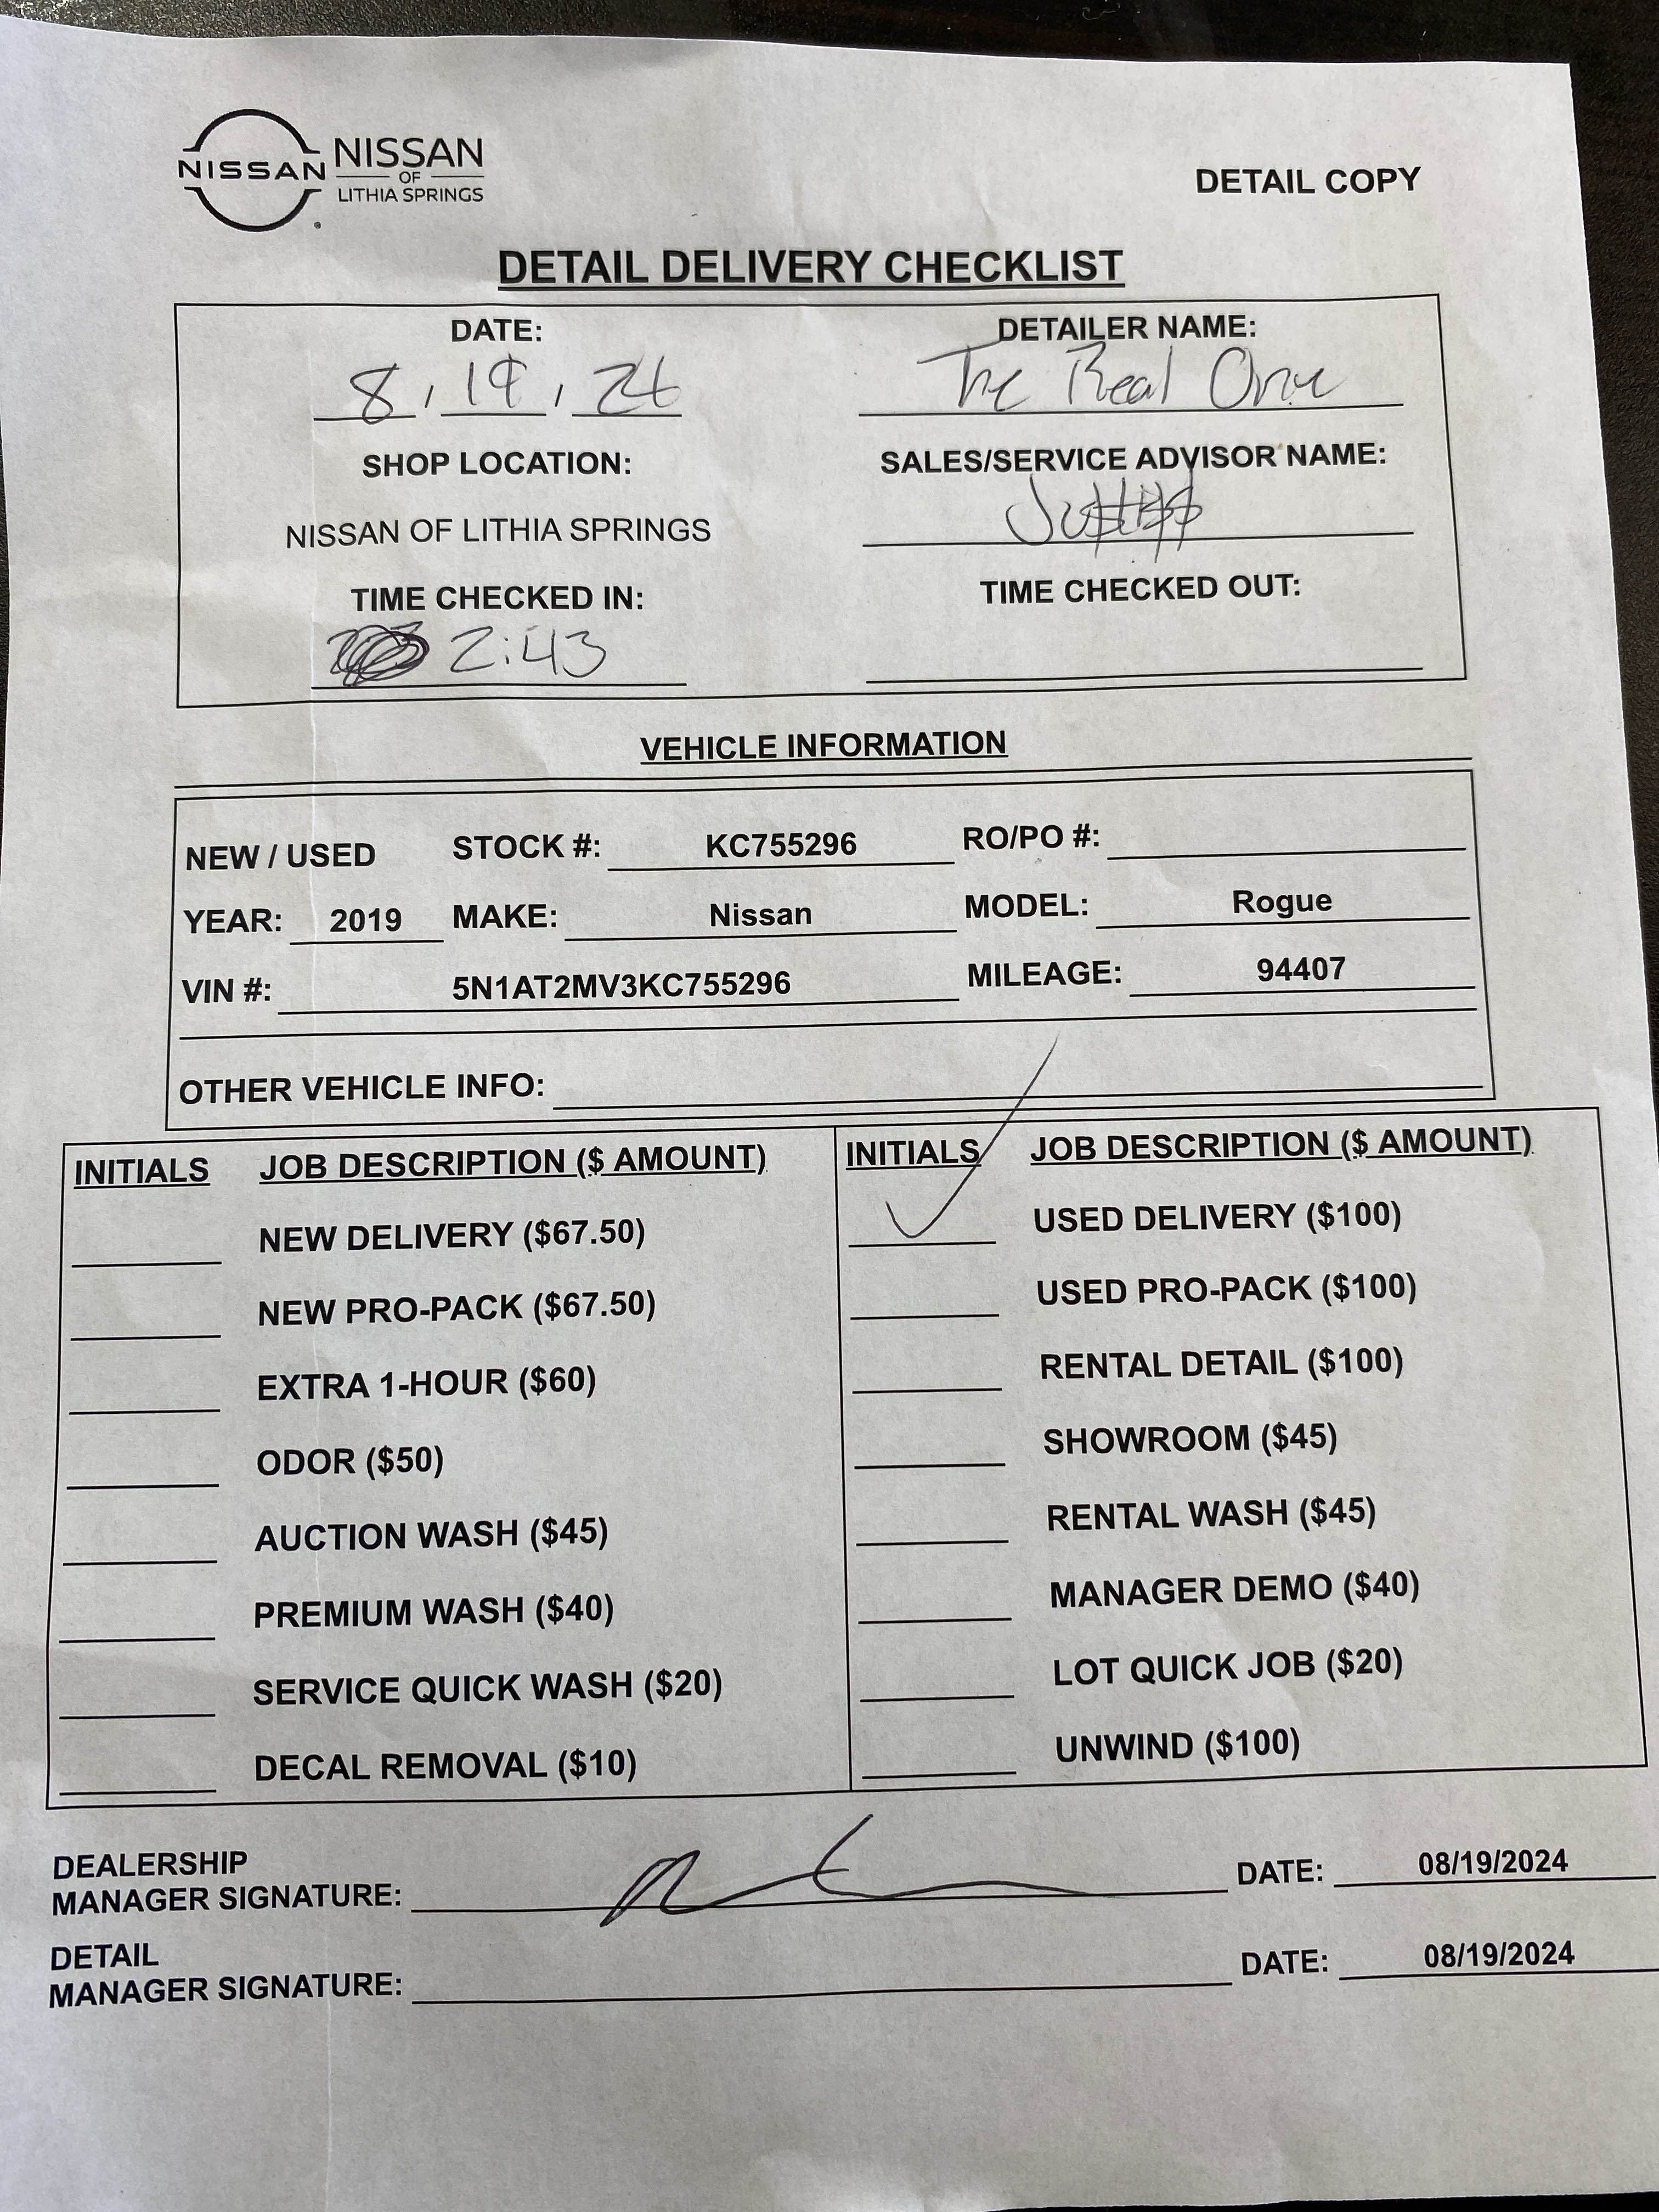 NISSAN
NISSAN
OF
LITHIA SPRINGS
DETAIL COPY
DETAIL DELIVERY CHECKLIST
DATE: DETAILER NAME:
8, 19, 24 The Real One
SHOP LOCATION: SALES/SERVICE ADVISOR NAME:
NISSAN OF LITHIA SPRINGS
TIME CHECKED IN: TIME CHECKED OUT:
2:43
VEHICLE INFORMATION
NEW / USED STOCK #: KC755296 RO/PO #:
YEAR: 2019 MAKE: Nissan MODEL: Rogue
VIN #: 5N1AT2MV3KC755296 MILEAGE: 94407
OTHER VEHICLE INFO:
INITIALS JOB DESCRIPTION ($ AMOUNT)
NEW DELIVERY ($67.50)
NEW PRO-PACK ($67.50)
EXTRA 1-HOUR ($60)
ODOR ($50)
AUCTION WASH ($45)
PREMIUM WASH ($40)
SERVICE QUICK WASH ($20)
DECAL REMOVAL ($10)
INITIALS JOB DESCRIPTION ($ AMOUNT)
USED DELIVERY ($100)
USED PRO-PACK ($100)
RENTAL DETAIL ($100)
SHOWROOM ($45)
RENTAL WASH ($45)
MANAGER DEMO ($40)
LOT QUICK JOB ($20)
UNWIND ($100)
DEALERSHIP
MANAGER SIGNATURE: DATE: 08/19/2024
DETAIL
MANAGER SIGNATURE: DATE: 08/19/2024